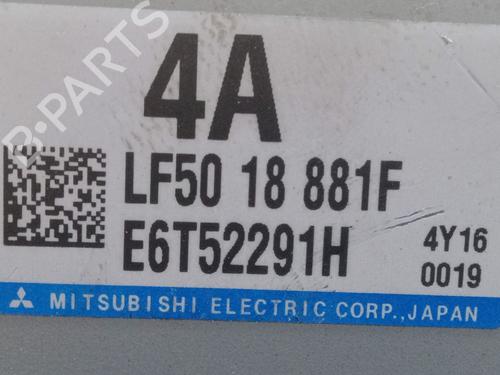 B-PARTS
4A
LF50 18 881F
E6T52291H
4Y16
0019
MITSUBISHI ELECTRIC CORP., JAPAN